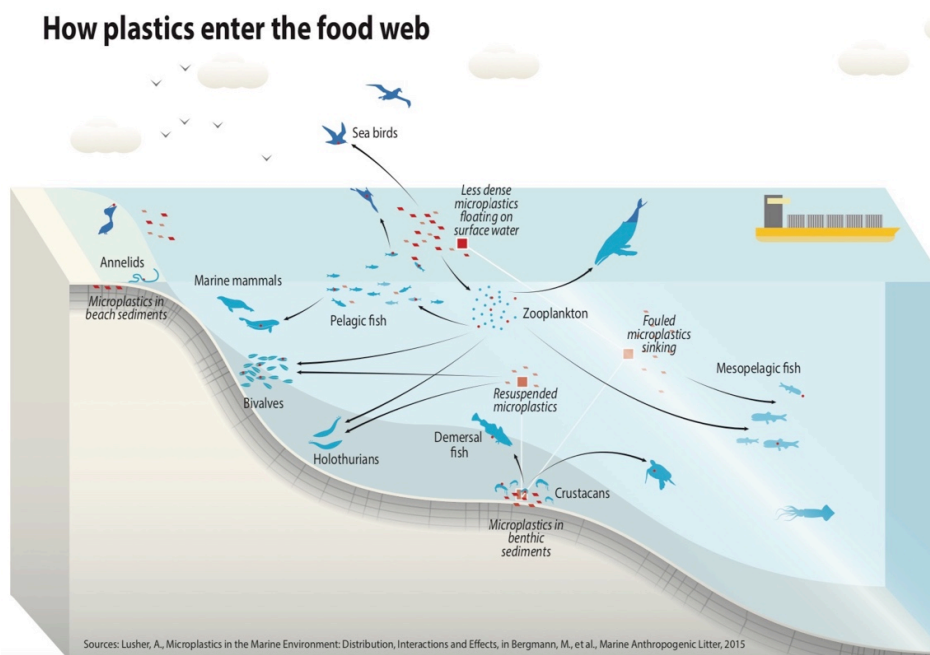 How plastics enter the food web
Sea birds
Less dense
microplastics
floating on
surface water
Annelids
Microplastics in
beach sediments
Marine mammals
Pelagic fish
Zooplankton
Fouled
microplastics
sinking
Mesopelagic fish
Bivalves
Resuspended
microplastics
Holothurians
Demersal
fish
Crustacans
Microplastics in
benthic
sediments
Sources: Lusher, A., Microplastics in the Marine Environment: Distribution, Interactions and Effects, in Bergmann, M., et al., Marine Anthropogenic Litter, 2015